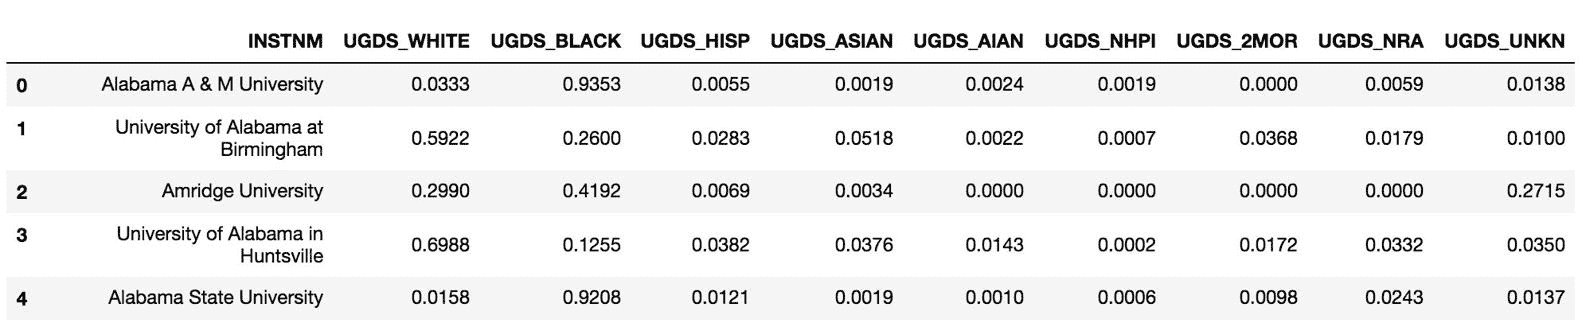 INSTNM UGDS_WHITE UGDS_BLACK UGDS_HISP UGDS_ASIAN UGDS_AIAN UGDS_NHPI UGDS_2MOR UGDS_NRA UGDS_UNKN
0 Alabama A & M University 0.0333 0.9353 0.0055 0.0019 0.0024 0.0019 0.0000 0.0059 0.0138
1 University of Alabama at
Birmingham 0.5922 0.2600 0.0283 0.0518 0.0022 0.0007 0.0368 0.0179 0.0100
2 Amridge University 0.2990 0.4192 0.0069 0.0034 0.0000 0.0000 0.0000 0.0000 0.2715
3 University of Alabama in
Huntsville 0.6988 0.1255 0.0382 0.0376 0.0143 0.0002 0.0172 0.0332 0.0350
4 Alabama State University 0.0158 0.9208 0.0121 0.0019 0.0010 0.0006 0.0098 0.0243 0.0137